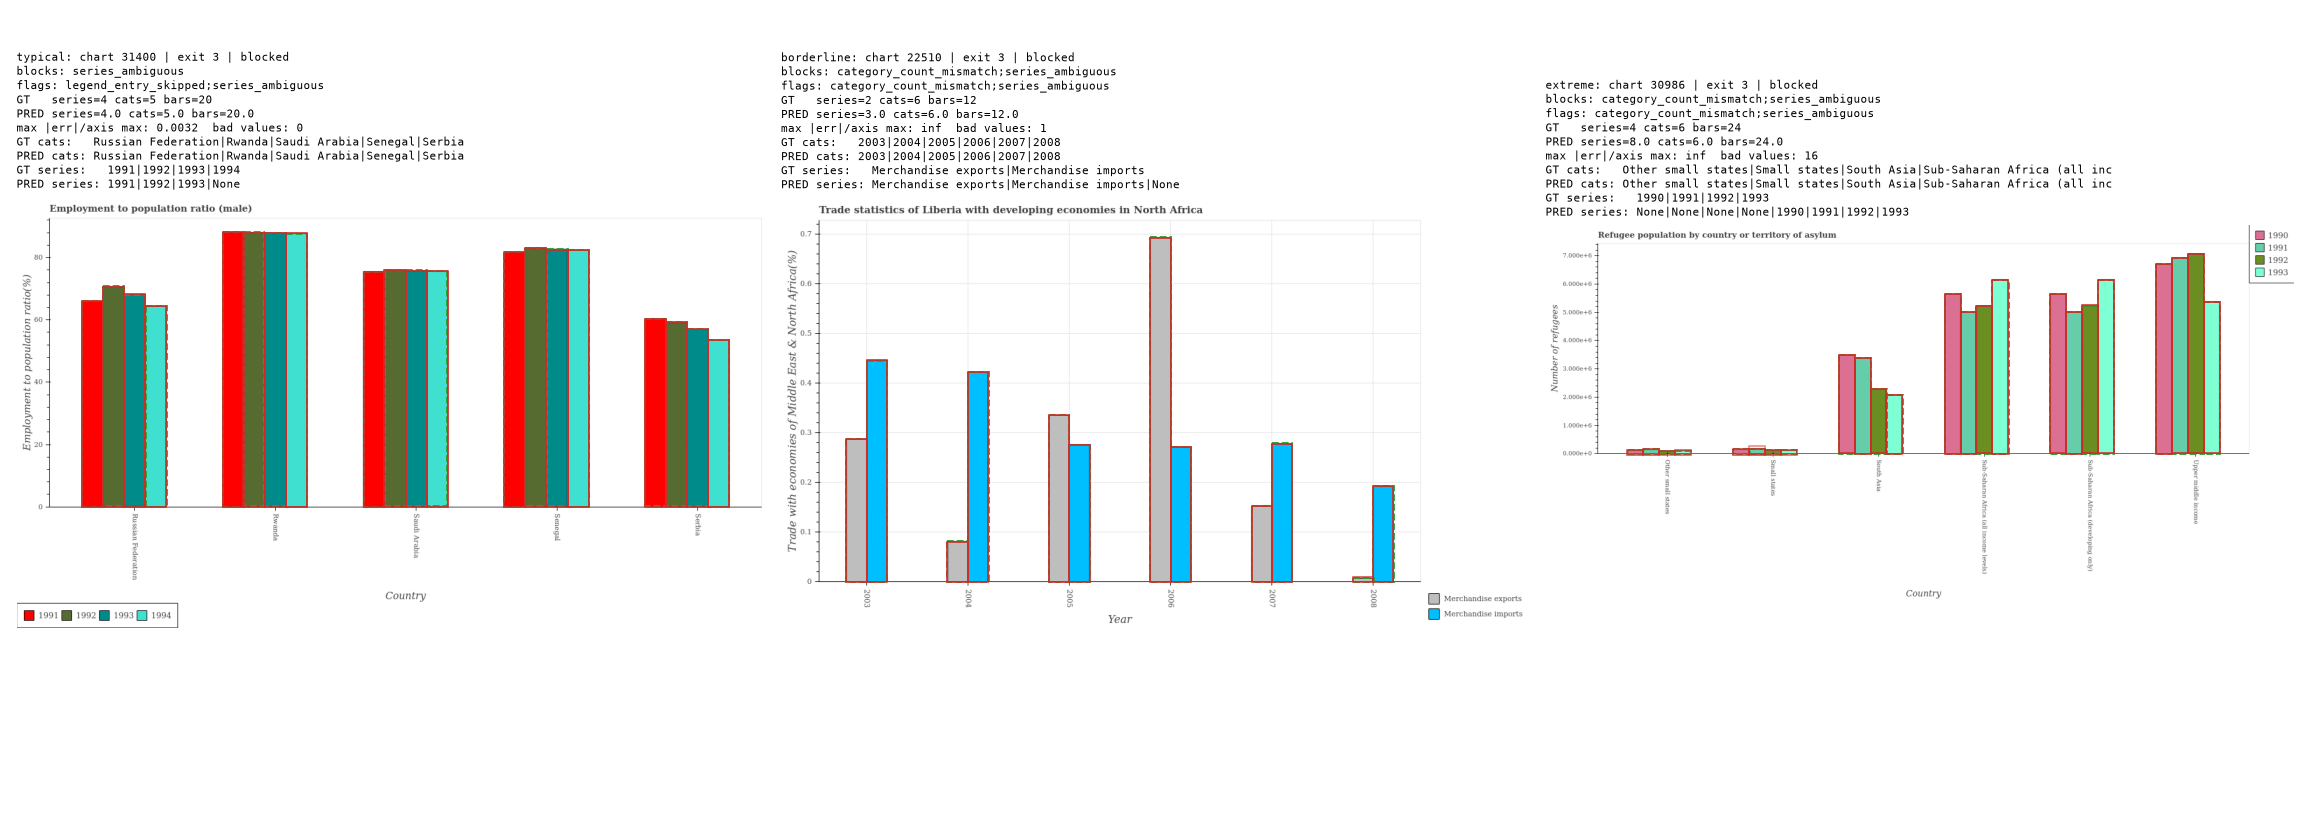 typical: chart 31400 | exit 3 | blocked
blocks: series_ambiguous
flags: legend_entry_skipped;series_ambiguous
GT   series=4 cats=5 bars=20
PRED series=4.0 cats=5.0 bars=20.0
max |err|/axis max: 0.0032  bad values: 0
GT cats:   Russian Federation|Rwanda|Saudi Arabia|Senegal|Serbia
PRED cats: Russian Federation|Rwanda|Saudi Arabia|Senegal|Serbia
GT series:   1991|1992|1993|1994
PRED series: 1991|1992|1993|None
Employment to population ratio (male)
Employment to population ratio(%)
80
60
40
20
0
Russian Federation
Rwanda
Saudi Arabia
Senegal
Serbia
Country
1991 1992 1993 1994
borderline: chart 22510 | exit 3 | blocked
blocks: category_count_mismatch;series_ambiguous
flags: category_count_mismatch;series_ambiguous
GT   series=2 cats=6 bars=12
PRED series=3.0 cats=6.0 bars=12.0
max |err|/axis max: inf  bad values: 1
GT cats:   2003|2004|2005|2006|2007|2008
PRED cats: 2003|2004|2005|2006|2007|2008
GT series:   Merchandise exports|Merchandise imports
PRED series: Merchandise exports|Merchandise imports|None
Trade statistics of Liberia with developing economies in North Africa
Trade with economies of Middle East & North Africa(%)
0.7
0.6
0.5
0.4
0.3
0.2
0.1
0
2003
2004
2005
2006
2007
2008
Year
Merchandise exports
Merchandise imports
extreme: chart 30986 | exit 3 | blocked
blocks: category_count_mismatch;series_ambiguous
flags: category_count_mismatch;series_ambiguous
GT   series=4 cats=6 bars=24
PRED series=8.0 cats=6.0 bars=24.0
max |err|/axis max: inf  bad values: 16
GT cats:   Other small states|Small states|South Asia|Sub-Saharan Africa (all inc
PRED cats: Other small states|Small states|South Asia|Sub-Saharan Africa (all inc
GT series:   1990|1991|1992|1993
PRED series: None|None|None|None|1990|1991|1992|1993
Refugee population by country or territory of asylum
Number of refugees
7.000e+6
6.000e+6
5.000e+6
4.000e+6
3.000e+6
2.000e+6
1.000e+6
0.000e+0
Other small states
Small states
South Asia
Sub-Saharan Africa (all income levels)
Sub-Saharan Africa (developing only)
Upper middle income
Country
1990
1991
1992
1993